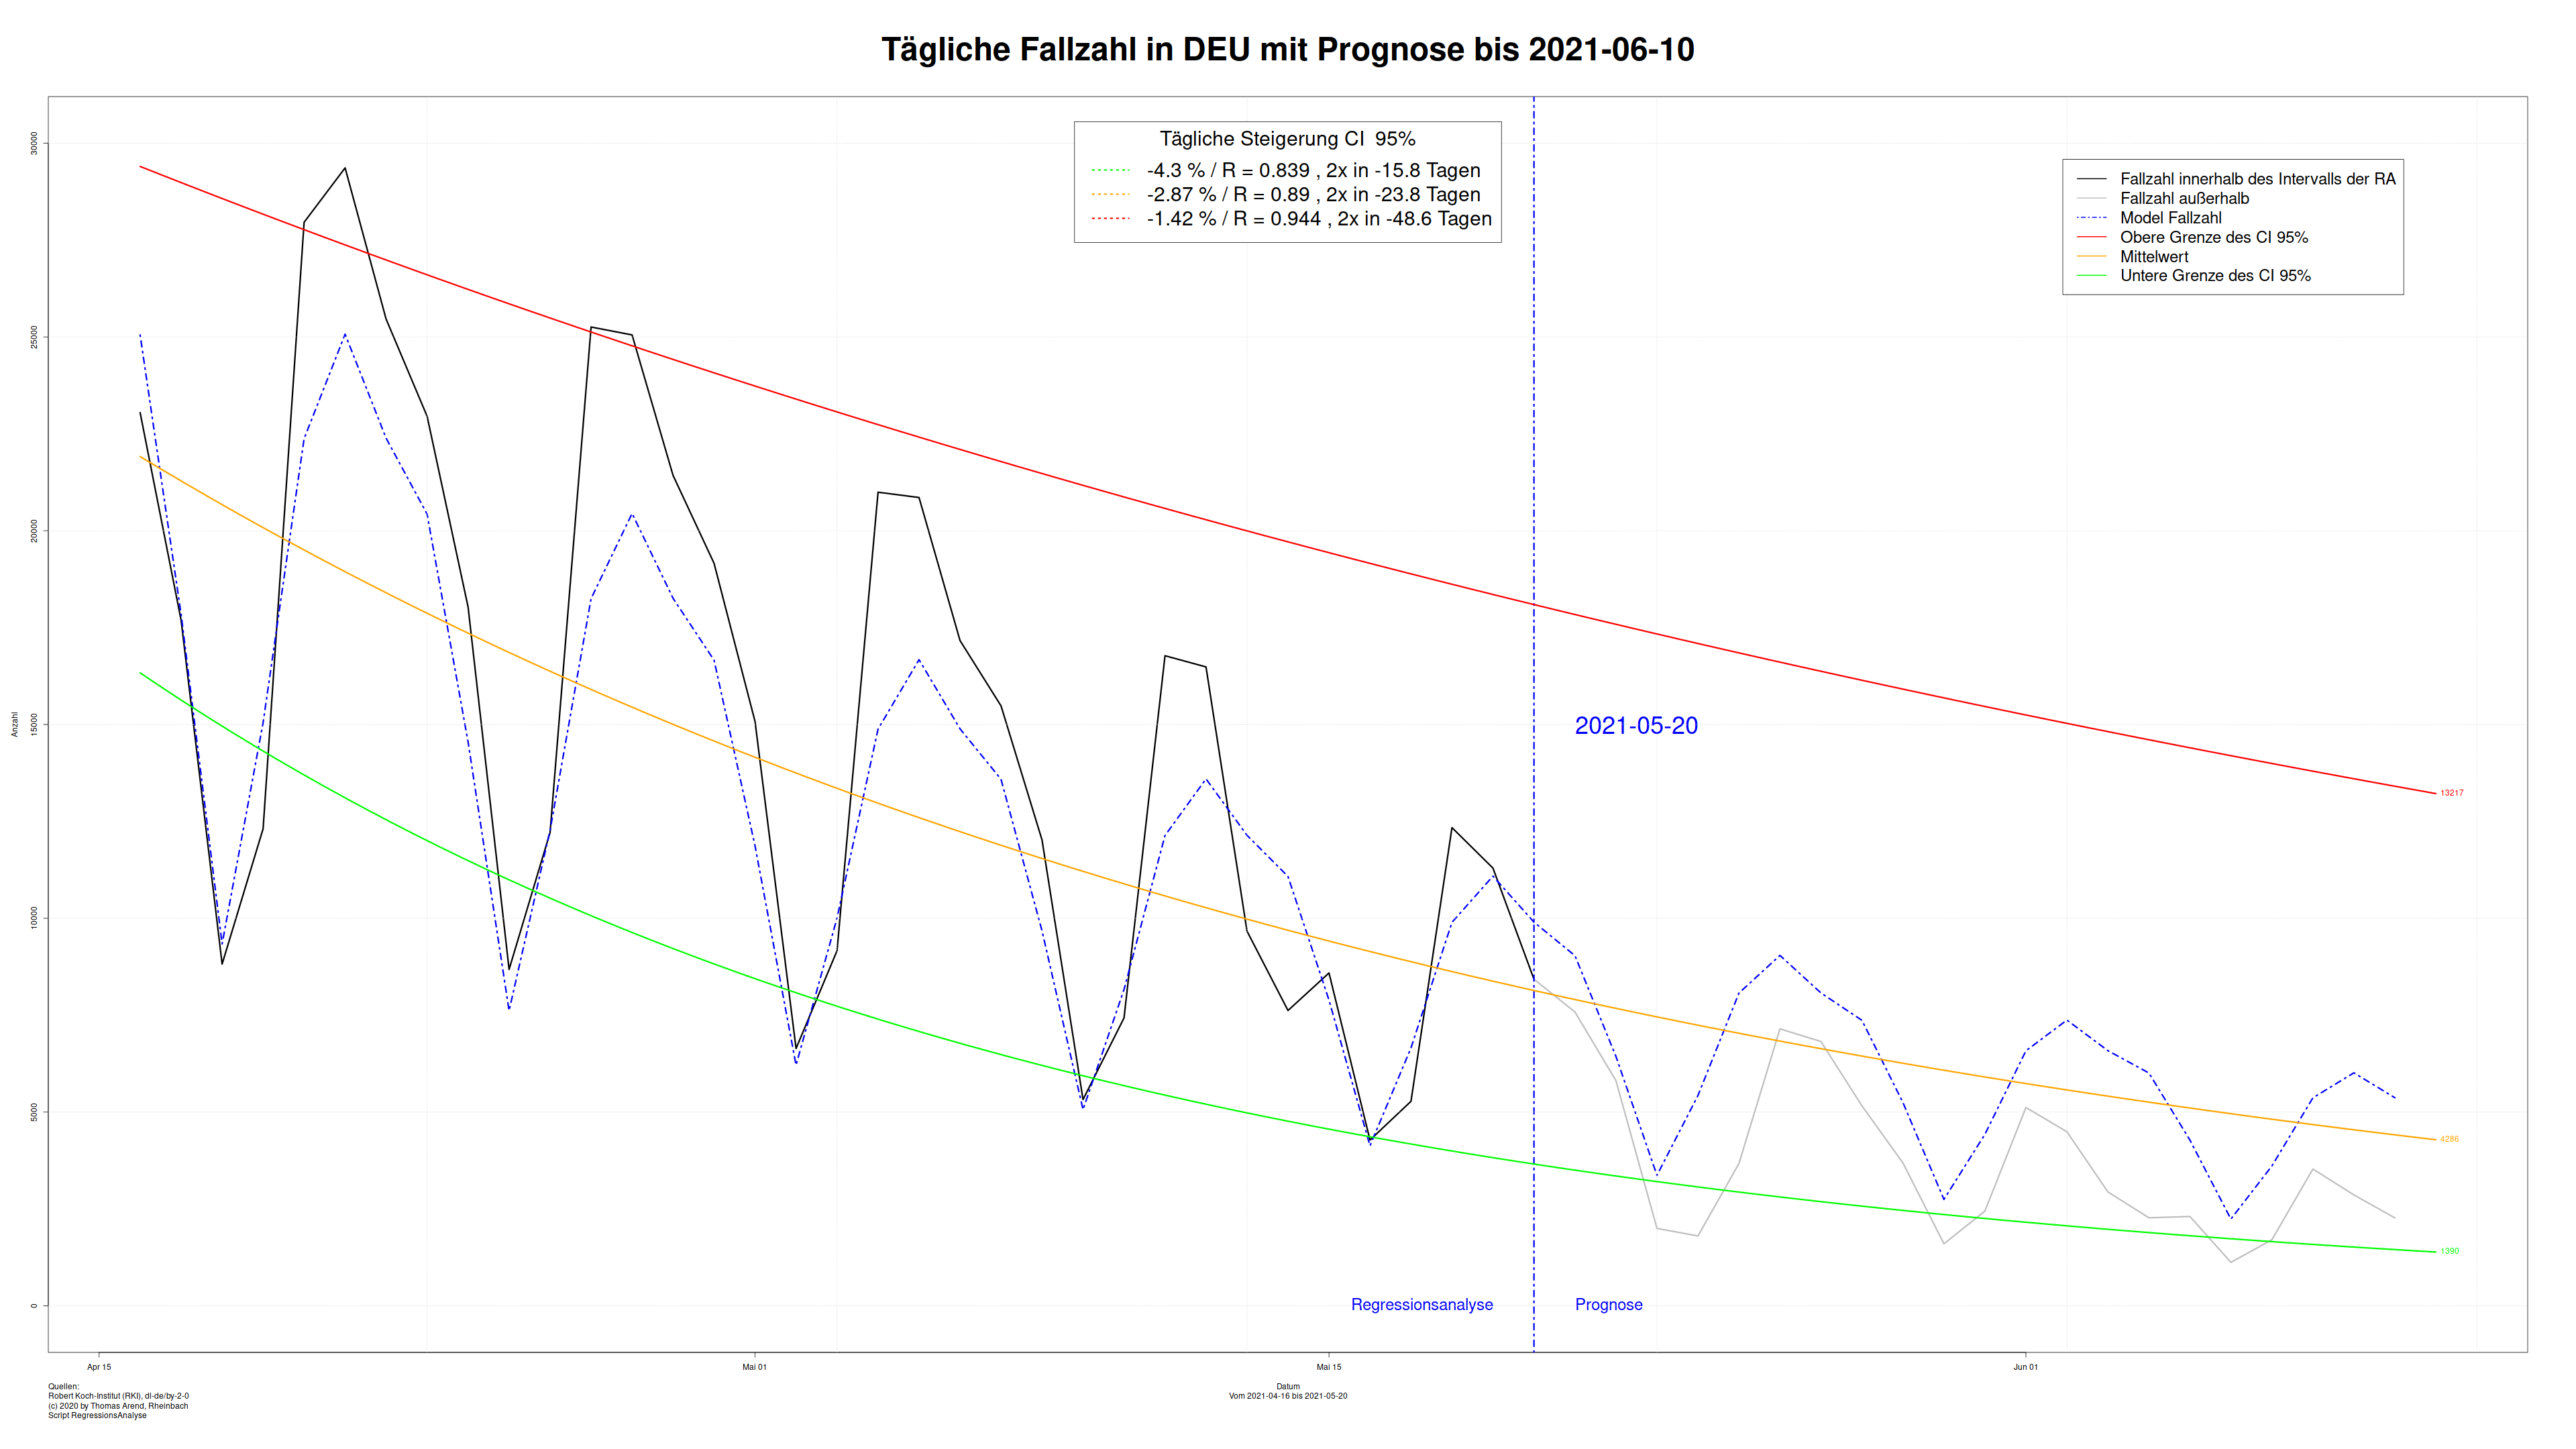 Tägliche Fallzahl in DEU mit Prognose bis 2021-06-10
Tägliche Steigerung CI  95%
-4.3 % / R = 0.839 , 2x in -15.8 Tagen
-2.87 % / R = 0.89 , 2x in -23.8 Tagen
-1.42 % / R = 0.944 , 2x in -48.6 Tagen
Fallzahl innerhalb des Intervalls der RA
Fallzahl außerhalb
Model Fallzahl
Obere Grenze des CI 95%
Mittelwert
Untere Grenze des CI 95%
30000
25000
20000
15000
10000
5000
0
Anzahl
2021-05-20
13217
4286
1390
Regressionsanalyse
Prognose
Apr 15
Mai 01
Mai 15
Jun 01
Datum
Vom 2021-04-16 bis 2021-05-20
Quellen:
Robert Koch-Institut (RKI), dl-de/by-2-0
(c) 2020 by Thomas Arend, Rheinbach
Script RegressionsAnalyse